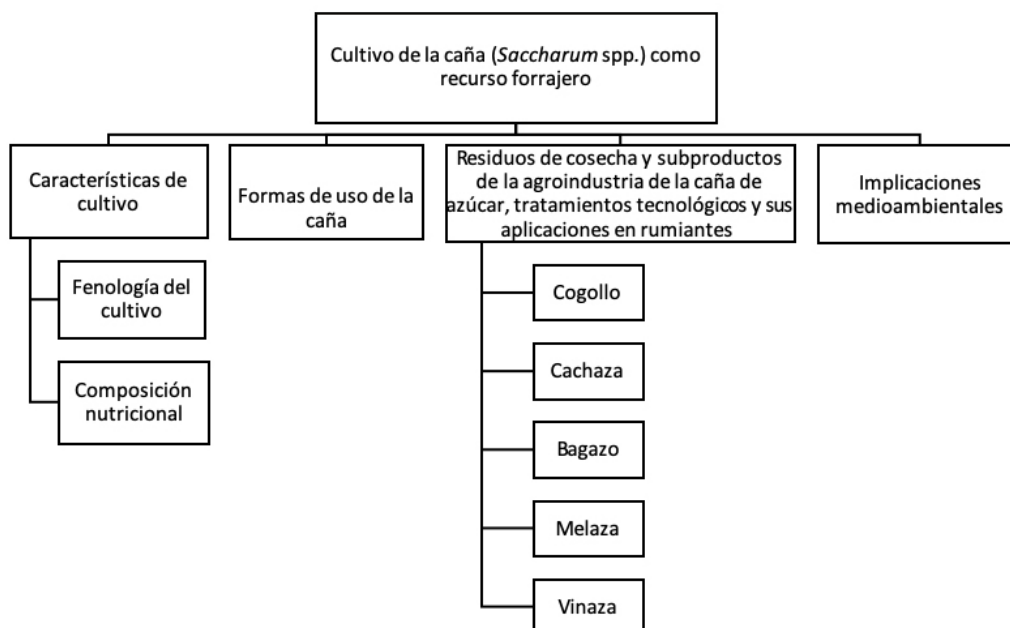 Cultivo de la caña (Saccharum spp.) como
recurso forrajero
Características de
cultivo
Formas de uso de la
caña
Residuos de cosecha y subproductos
de la agroindustria de la caña de
azúcar, tratamientos tecnológicos y sus
aplicaciones en rumiantes
Implicaciones
medioambientales
Fenología del
cultivo
Composición
nutricional
Cogollo
Cachaza
Bagazo
Melaza
Vinaza